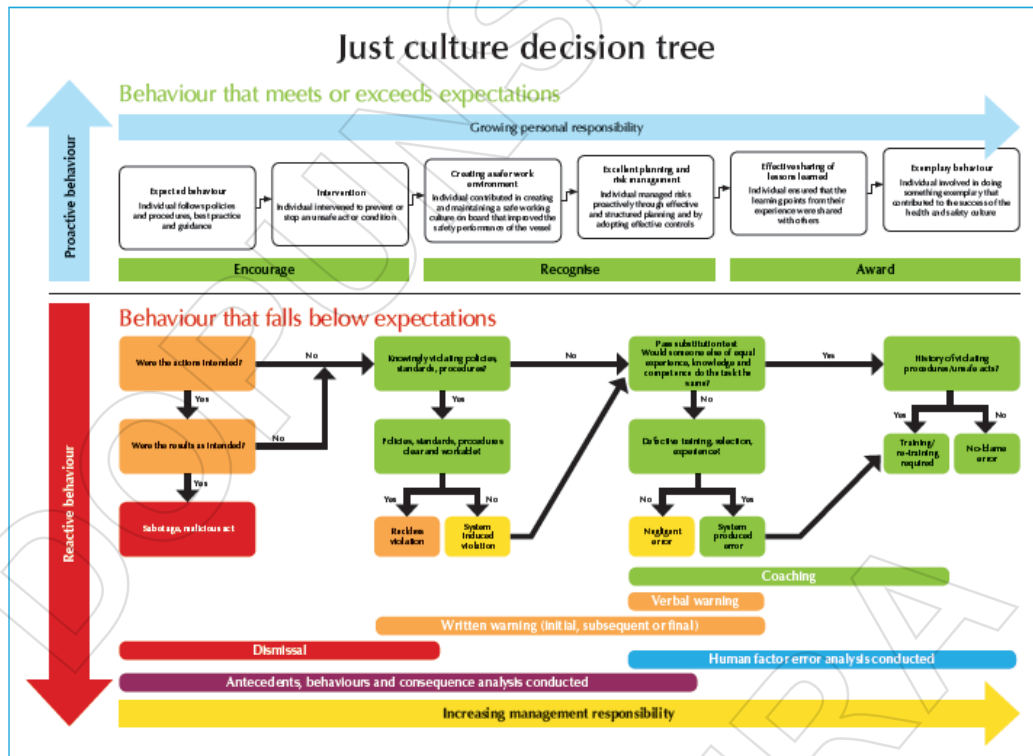 Just culture decision tree
Behaviour that meets or exceeds expectations
Growing personal responsibility
Proactive behaviour
Expected behaviour
Individual follows policies
and procedures, best practice
and guidance
Intervention
Individual intervened to prevent or
stop an unsafe act or condition
Creating a safer work
environment
Individual contributed in creating
and maintaining a safe working
culture on board that improved the
safety performance of the vessel
Excellent planning and
risk management
Individual managed risks
proactively through effective
and structured planning and by
adopting effective controls
Effective sharing of
lessons learned
Individual ensured that the
learning points from their
experience were shared
with others
Exemplary behaviour
Individual involved in doing
something exemplary that
contributed to the success of the
health and safety culture
Encourage
Recognise
Award
Behaviour that falls below expectations
Reactive behaviour
Were the actions intended?
No
Knowingly violating policies,
standards, procedures?
No
Pass substitution test
Would someone else of equal
experience, knowledge and
competence do the task the
same?
Yes
History of violating
procedures/unsafe acts?
Yes
Yes
No
Yes
No
Were the results as intended?
No
Policies, standards, procedures
clear and workable?
Defective training, selection,
experience?
Training/
re-training
required
No-blame
error
Yes
Yes
No
No
Yes
Sabotage, malicious act
Reckless
violation
System
induced
violation
Negligent
error
System
produced
error
Coaching
Verbal warning
Written warning (initial, subsequent or final)
Dismissal
Human factor error analysis conducted
Antecedents, behaviours and consequence analysis conducted
Increasing management responsibility